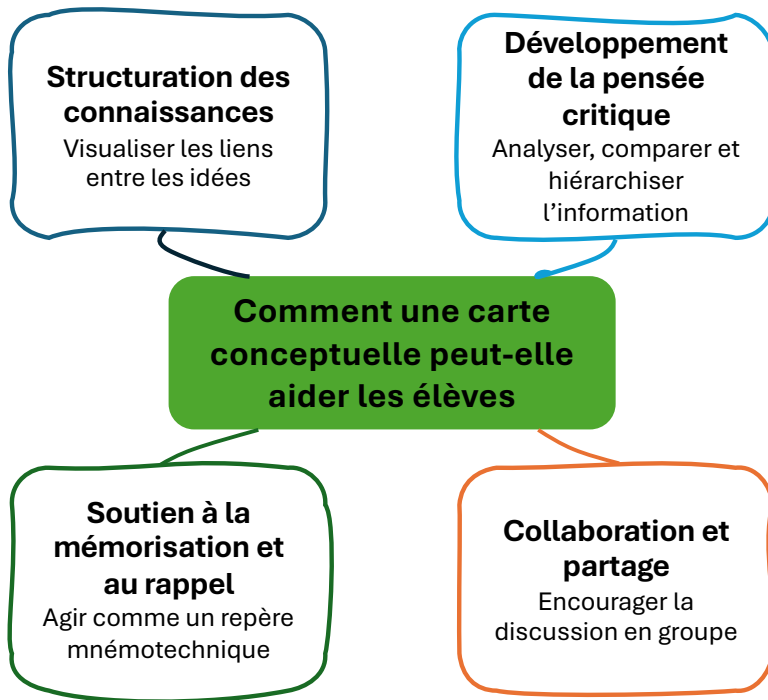 Structuration des
connaissances
Visualiser les liens
entre les idées
Développement
de la pensée
critique
Analyser, comparer et
hiérarchiser
l’information
Comment une carte
conceptuelle peut-elle
aider les élèves
Soutien à la
mémorisation et
au rappel
Agir comme un repère
mnémotechnique
Collaboration et
partage
Encourager la
discussion en groupe